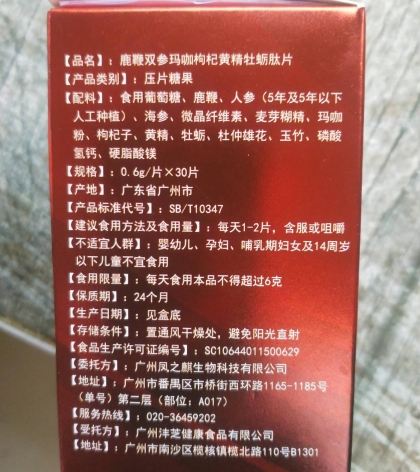 【品名】：鹿鞭双参玛咖枸杞黄精牡蛎肽片
【产品类别】：压片糖果
【配料】：食用葡萄糖、鹿鞭、人参（5年及5年以下
人工种植）、海参、微晶纤维素、麦芽糊精、玛咖
粉、枸杞子、黄精、牡蛎、杜仲雄花、玉竹、磷酸
氢钙、硬脂酸镁
【规格】：0.6g/片×30片
【产地】：广东省广州市
【产品标准代号】：SB/T10347
【建议食用方法及食用量】：每天1-2片，含服或咀嚼
【不适宜人群】：婴幼儿、孕妇、哺乳期妇女及14周岁
以下儿童不宜食用
【食用限量】：每天食用本品不得超过6克
【保质期】：24个月
【生产日期】：见盒底
【存储条件】：置通风干燥处，避免阳光直射
【食品生产许可证编号】：SC10644011500629
【委托方】：广州凤之麒生物科技有限公司
【地址】：广州市番禺区市桥街西环路1165-1185号
（单号）第二层（部位：A017）
【服务热线】：020-36459202
【受托方】：广州沣芝健康食品有限公司
【地址】：广州市南沙区榄核镇榄北路110号B1301